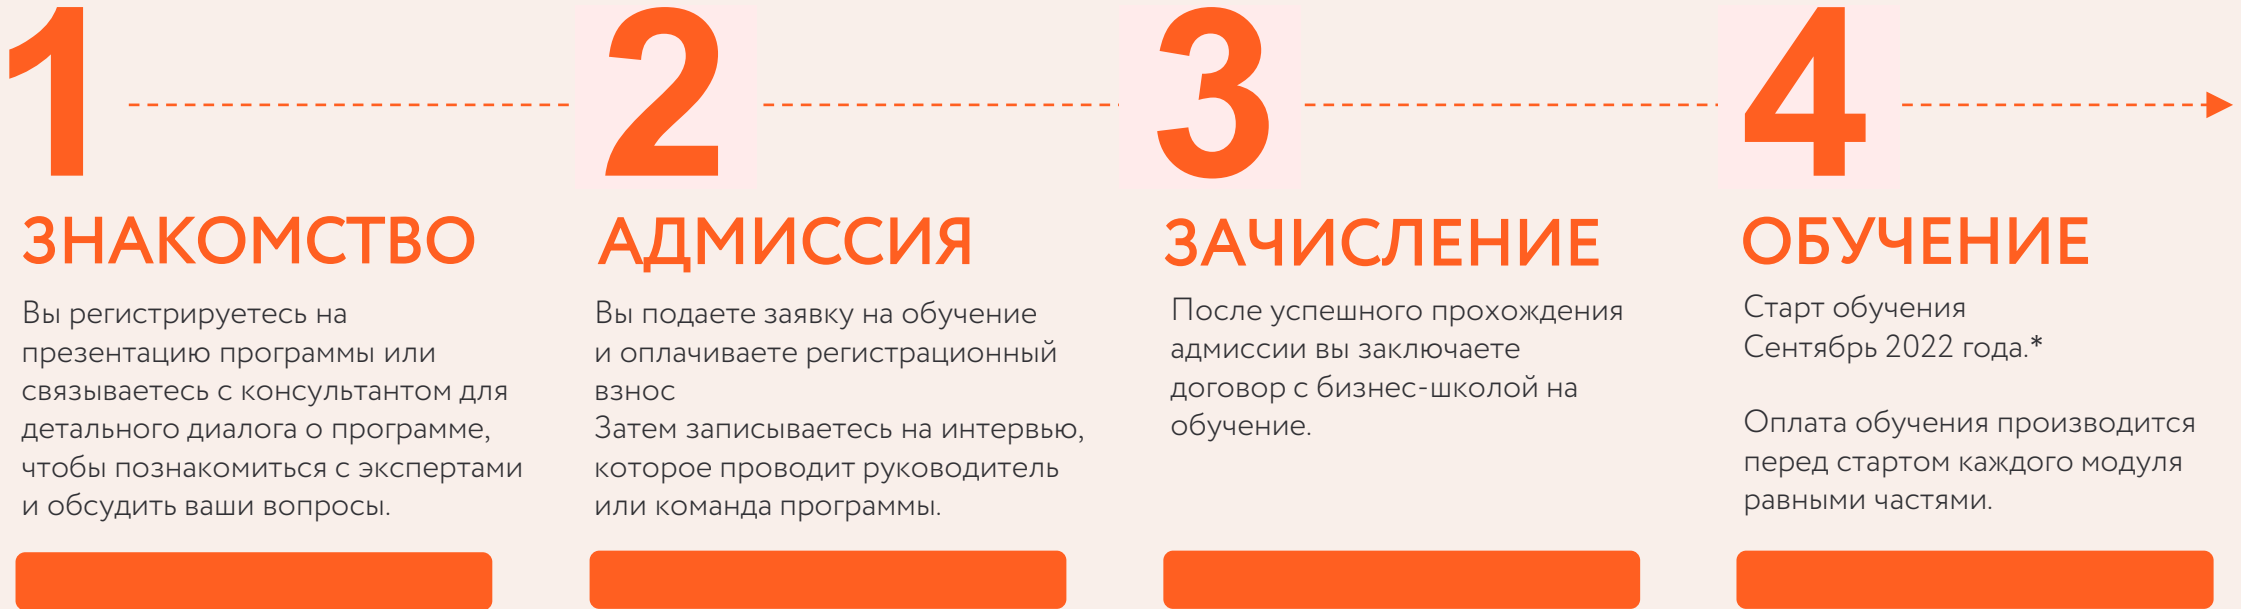 1
ЗНАКОМСТВО
Вы регистрируетесь на
презентацию программы или
связываетесь с консультантом для
детального диалога о программе,
чтобы познакомиться с экспертами
и обсудить ваши вопросы.
2
АДМИССИЯ
Вы подаете заявку на обучение
и оплачиваете регистрационный
взнос
Затем записываетесь на интервью,
которое проводит руководитель
или команда программы.
3
ЗАЧИСЛЕНИЕ
После успешного прохождения
адмиссии вы заключаете
договор с бизнес-школой на
обучение.
4
ОБУЧЕНИЕ
Старт обучения
Сентябрь 2022 года.*
Оплата обучения производится
перед стартом каждого модуля
равными частями.